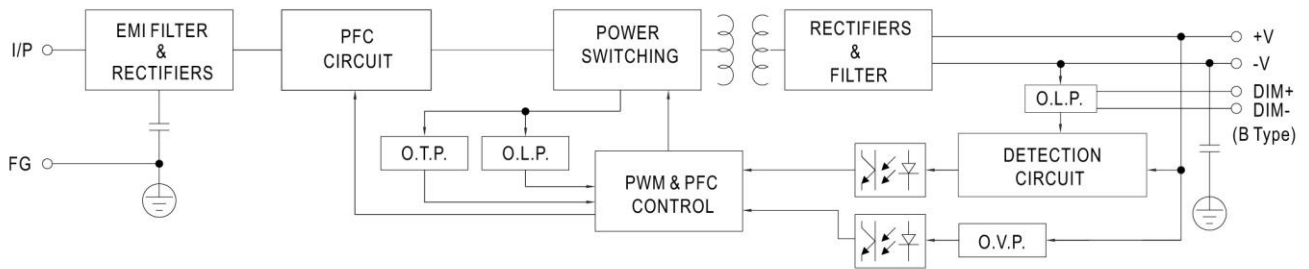 I/P
EMI FILTER
&
RECTIFIERS
PFC
CIRCUIT
POWER
SWITCHING
RECTIFIERS
&
FILTER
+V
-V
O.L.P.
DIM+
DIM-
(B Type)
FG
O.T.P.
O.L.P.
PWM & PFC
CONTROL
DETECTION
CIRCUIT
O.V.P.